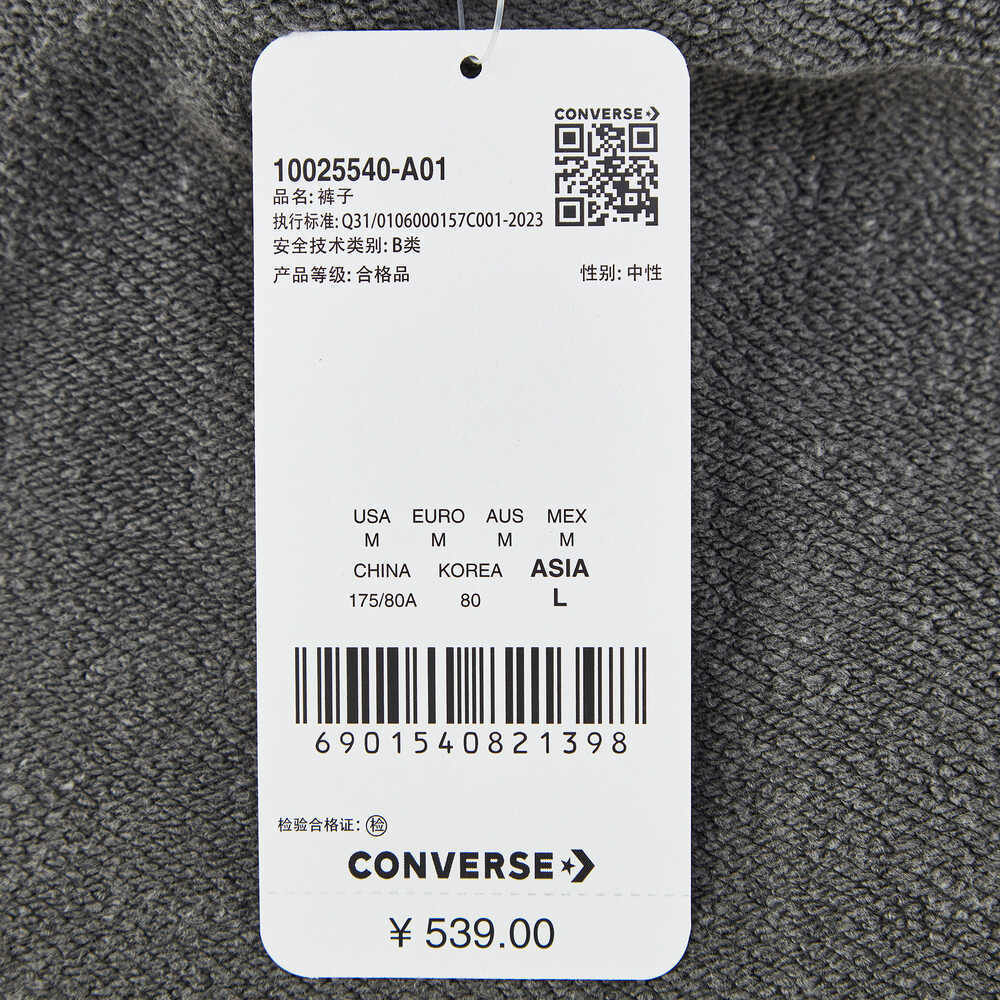 CONVERSE
10025540-A01
品名: 裤子
执行标准: Q31/0106000157C001-2023
安全技术类别: B类
产品等级: 合格品 性别: 中性
USA EURO AUS MEX
M M M M
CHINA KOREA ASIA
175/80A 80 L
6901540821398
检验合格证: 检
CONVERSE
¥ 539.00